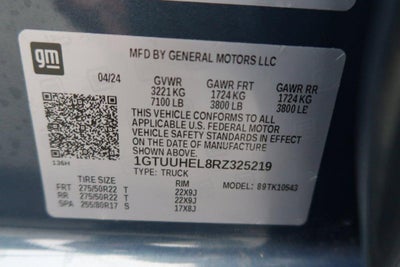 gm
MFD BY GENERAL MOTORS LLC
04/24 GVWR GAWR FRT GAWR RR
3221 KG 1724 KG 1724 KG
7100 LB 3800 LB 3800 LB
THIS VEHICLE CONFORMS TO ALL
APPLICABLE U.S. FEDERAL MOTOR
VEHICLE SAFETY STANDARDS IN EFFECT
ON THE DATE OF MANUFACTURE SHOWN ABOVE.
136H 1GTUUHEL8RZ325219
TYPE: TRUCK MODEL: 89TK10543
TIRE SIZE RIM
FRT 275/50R22 T 22X9J
RR 275/50R22 T 22X9J
SPA 255/80R17 S 17X8J